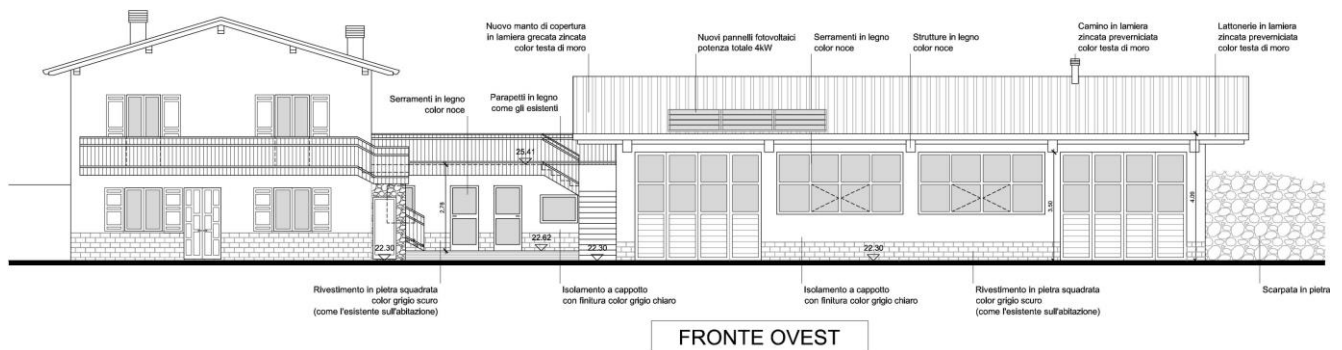 Nuovo manto di copertura
in lamiera grecata zincata
color testa di moro
Nuovi pannelli fotovoltaici
potenza totale 4kW
Serramenti in legno
color noce
Strutture in legno
color noce
Camino in lamiera
zincata preverniciata
color testa di moro
Lattonerie in lamiera
zincata preverniciata
color testa di moro
Serramenti in legno
color noce
Parapetti in legno
come gli esistenti
25.41
2,78
3,50
4,09
22.30
22.62
22.30
22.30
Rivestimento in pietra squadrata
color grigio scuro
(come l'esistente sull'abitazione)
Isolamento a cappotto
con finitura color grigio chiaro
Isolamento a cappotto
con finitura color grigio chiaro
Rivestimento in pietra squadrata
color grigio scuro
(come l'esistente sull'abitazione)
Scarpata in pietra
FRONTE OVEST